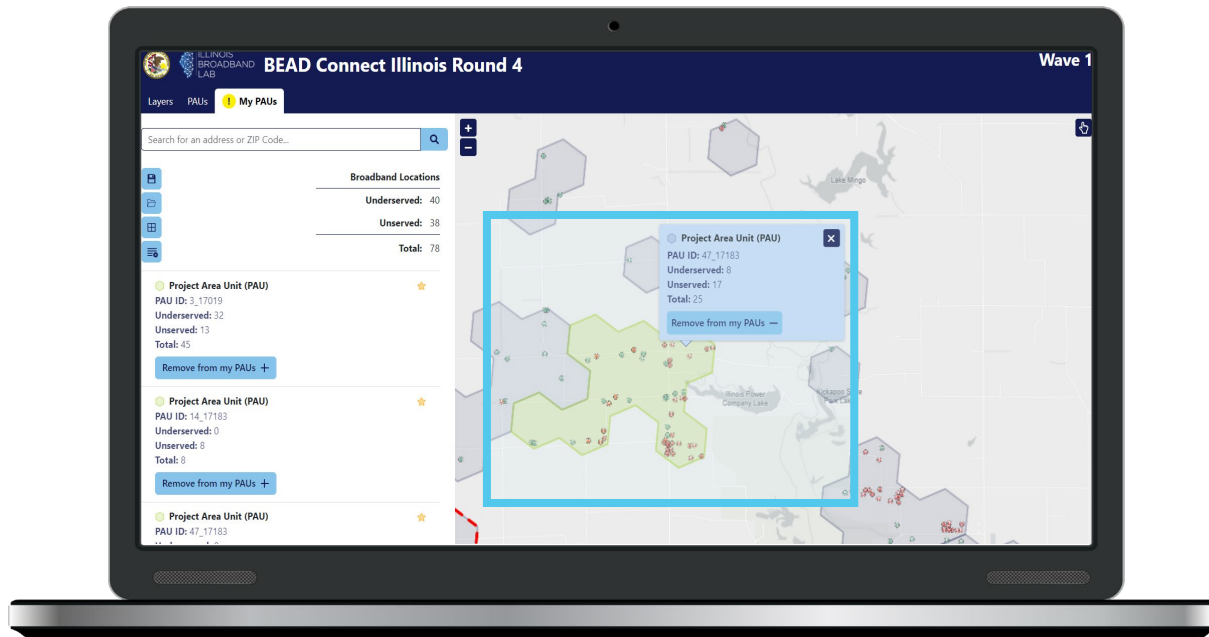 ILLINOIS
BROADBAND
LAB
BEAD Connect Illinois Round 4
Wave 1
Layers PAUs ! My PAUs
Search for an address or ZIP Code...
Broadband Locations
Underserved: 40
Unserved: 38
Total: 78
Project Area Unit (PAU)
PAU ID: 3_17019
Underserved: 32
Unserved: 13
Total: 45
Remove from my PAUs +
Project Area Unit (PAU)
PAU ID: 14_17183
Underserved: 0
Unserved: 8
Total: 8
Remove from my PAUs +
Project Area Unit (PAU)
PAU ID: 47_17183
+
−
Lake Mingo
Project Area Unit (PAU)
PAU ID: 47_17183
Underserved: 8
Unserved: 17
Total: 25
Remove from my PAUs −
Illinois Power
Company Lake
Kickapoo State
Park Lake